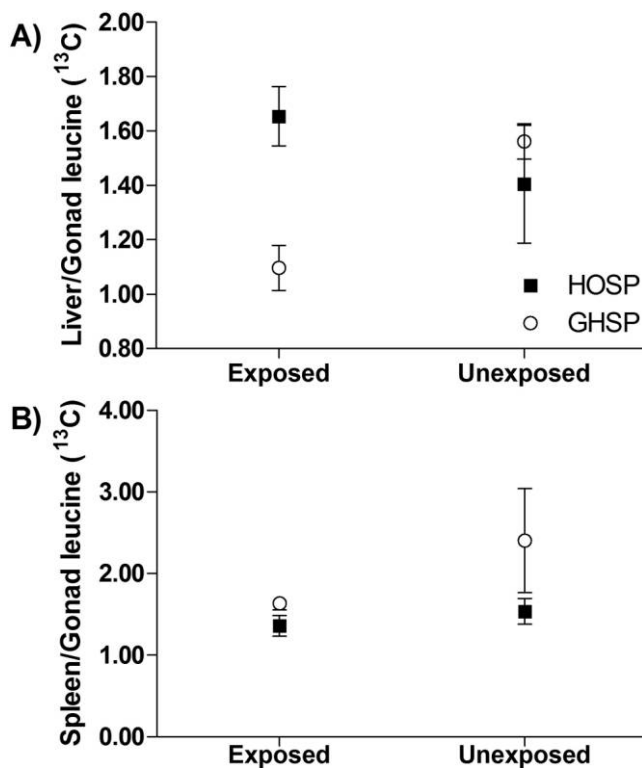 A)
Liver/Gonad leucine (¹³C)
2.00
1.80
1.60
1.40
1.20
1.00
0.80
HOSP
GHSP
Exposed Unexposed
B)
Spleen/Gonad leucine (¹³C)
4.00
3.00
2.00
1.00
0.00
Exposed Unexposed